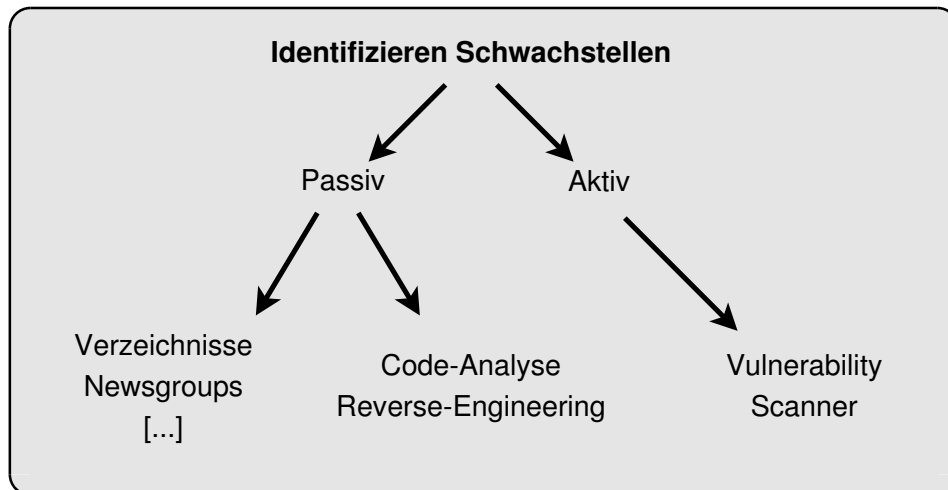 Identifizieren Schwachstellen
Passiv
Aktiv
Verzeichnisse
Newsgroups
[...]
Code-Analyse
Reverse-Engineering
Vulnerability
Scanner